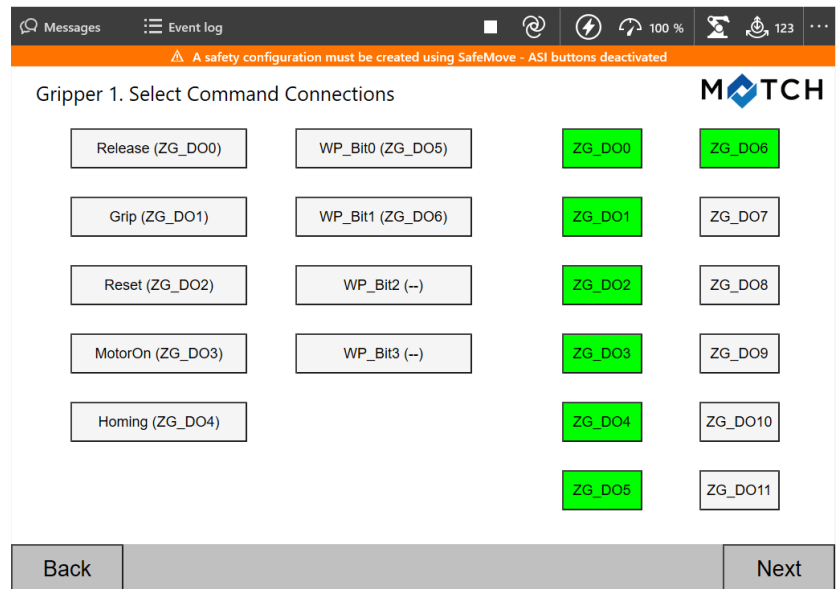 Messages Event log 100 % 123 ...
A safety configuration must be created using SafeMove - ASI buttons deactivated
Gripper 1. Select Command Connections
MATCH
Release (ZG_DO0) WP_Bit0 (ZG_DO5) ZG_DO0 ZG_DO6
Grip (ZG_DO1) WP_Bit1 (ZG_DO6) ZG_DO1 ZG_DO7
Reset (ZG_DO2) WP_Bit2 (--) ZG_DO2 ZG_DO8
MotorOn (ZG_DO3) WP_Bit3 (--) ZG_DO3 ZG_DO9
Homing (ZG_DO4) ZG_DO4 ZG_DO10
ZG_DO5 ZG_DO11
Back Next